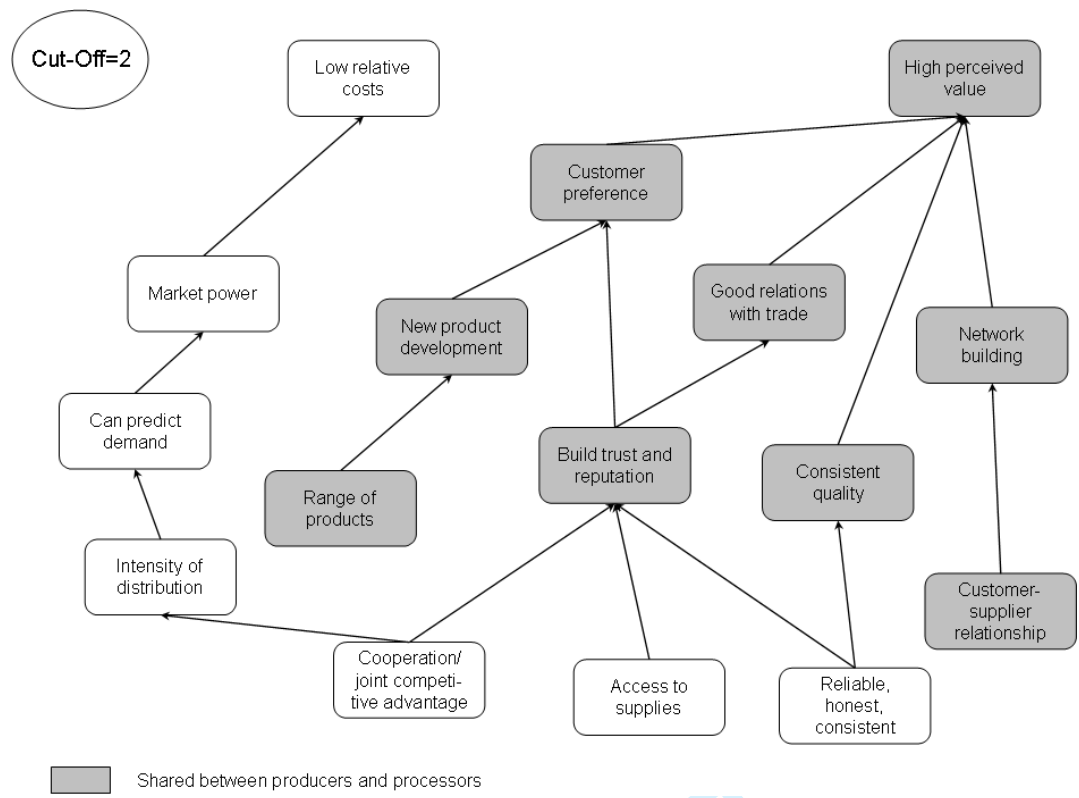 Cut-Off=2
Low relative
costs
High perceived
value
Customer
preference
Market power
New product
development
Good relations
with trade
Network
building
Can predict
demand
Build trust and
reputation
Consistent
quality
Range of
products
Intensity of
distribution
Customer-
supplier
relationship
Cooperation/
joint competi-
tive advantage
Access to
supplies
Reliable,
honest,
consistent
Shared between producers and processors